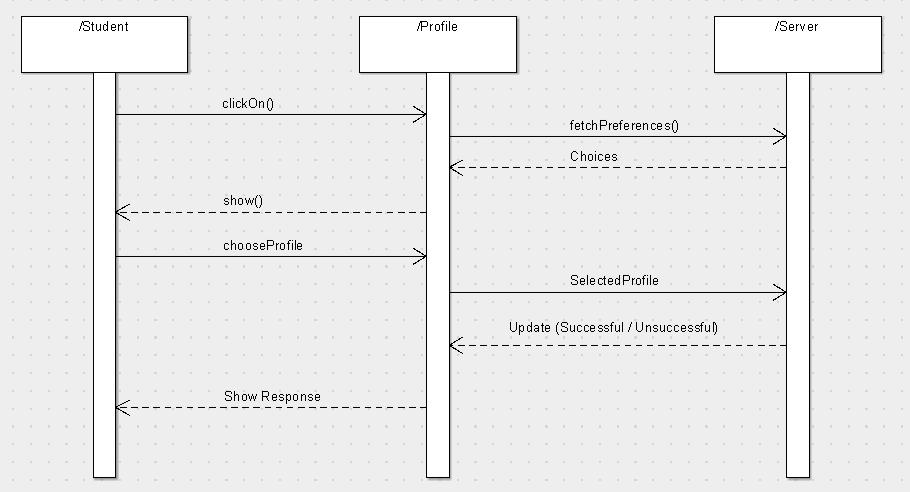 /Student
/Profile
/Server
clickOn()
fetchPreferences()
Choices
show()
chooseProfile
SelectedProfile
Update (Successful / Unsuccessful)
Show Response